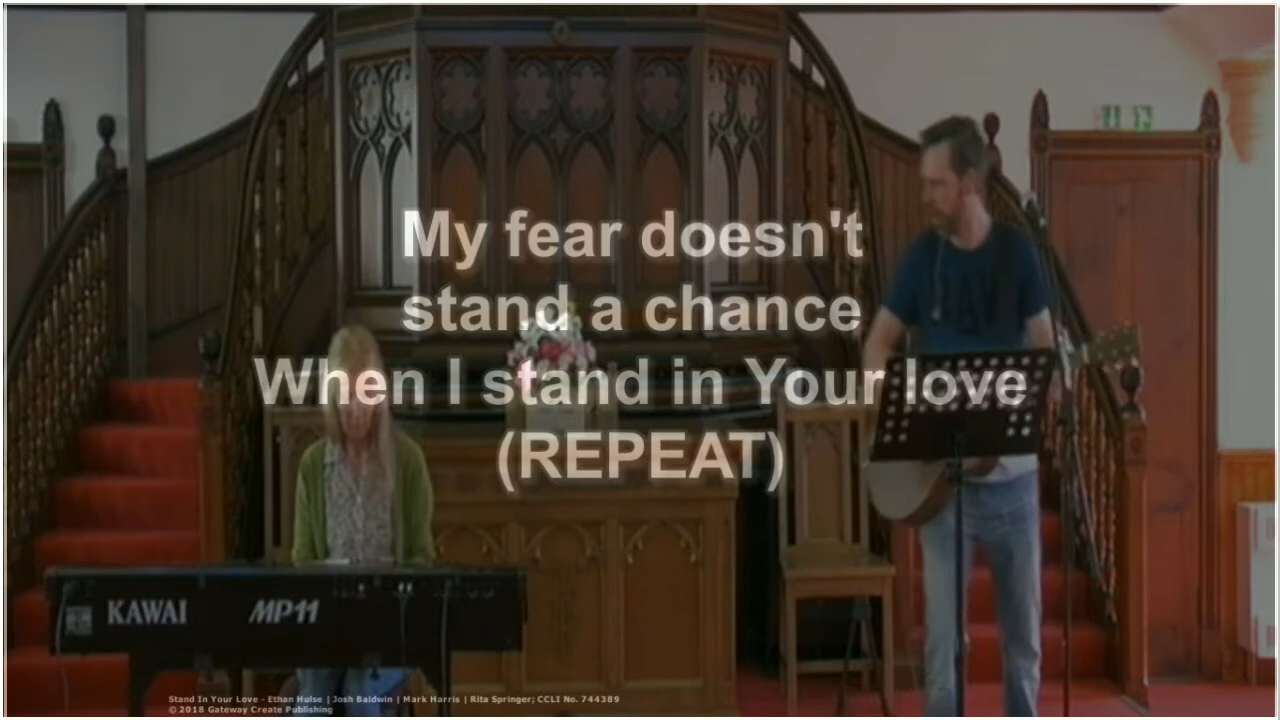 My fear doesn't
stand a chance
When I stand in Your love
(REPEAT)
KAWAI
MP11
Stand In Your Love - Ethan Hulse | Josh Baldwin | Mark Harris | Rita Springer; CCLI No. 744389
© 2018 Gateway Create Publishing